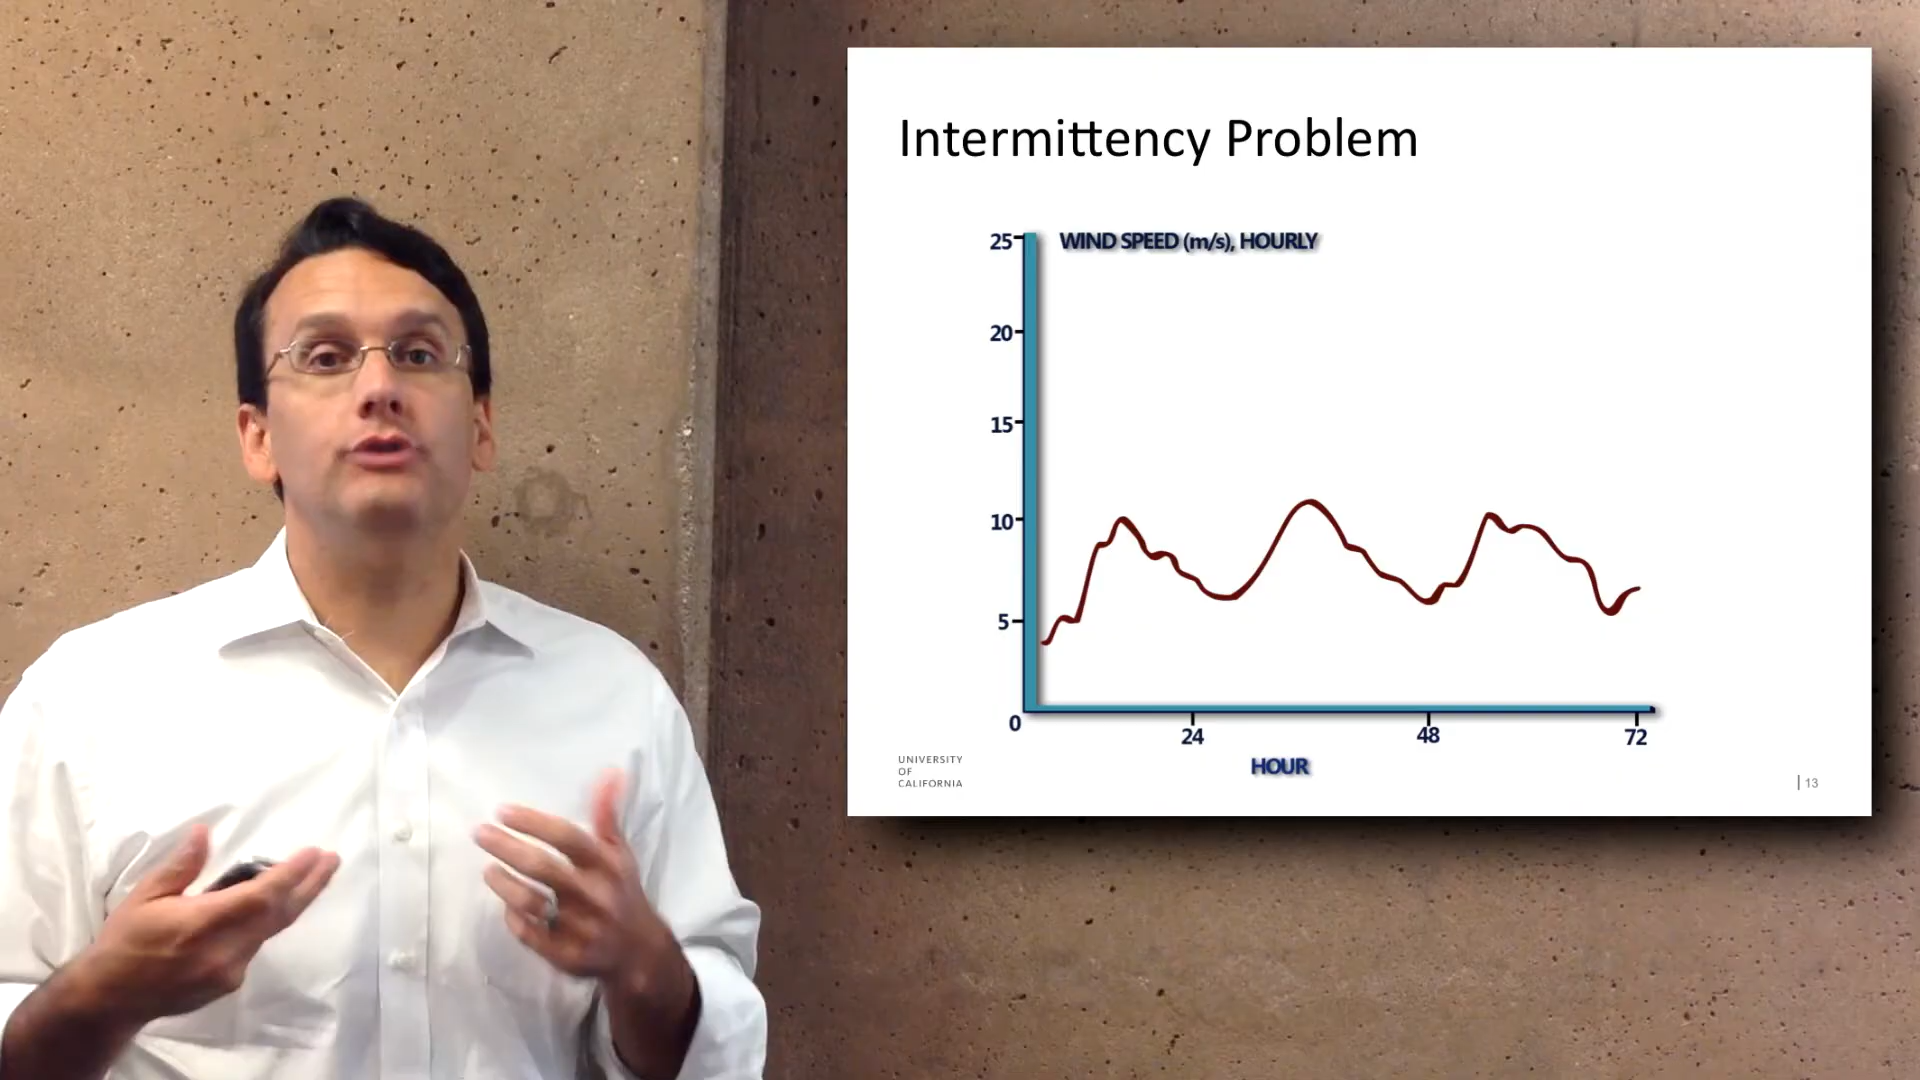 Intermittency Problem
WIND SPEED (m/s), HOURLY
25
20
15
10
5
0
24
48
72
HOUR
UNIVERSITY
OF
CALIFORNIA
| 13